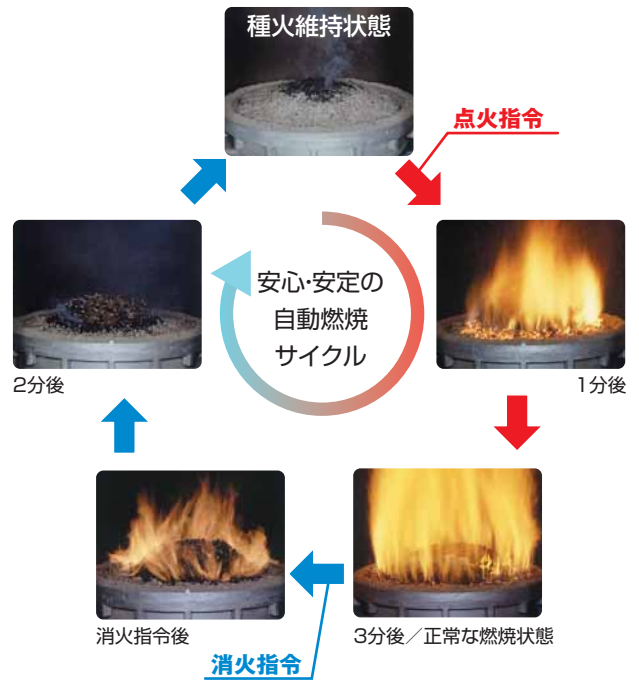 種火維持状態
点火指令
安心・安定の
自動燃焼
サイクル
1分後
3分後／正常な燃焼状態
消火指令
消火指令後
2分後